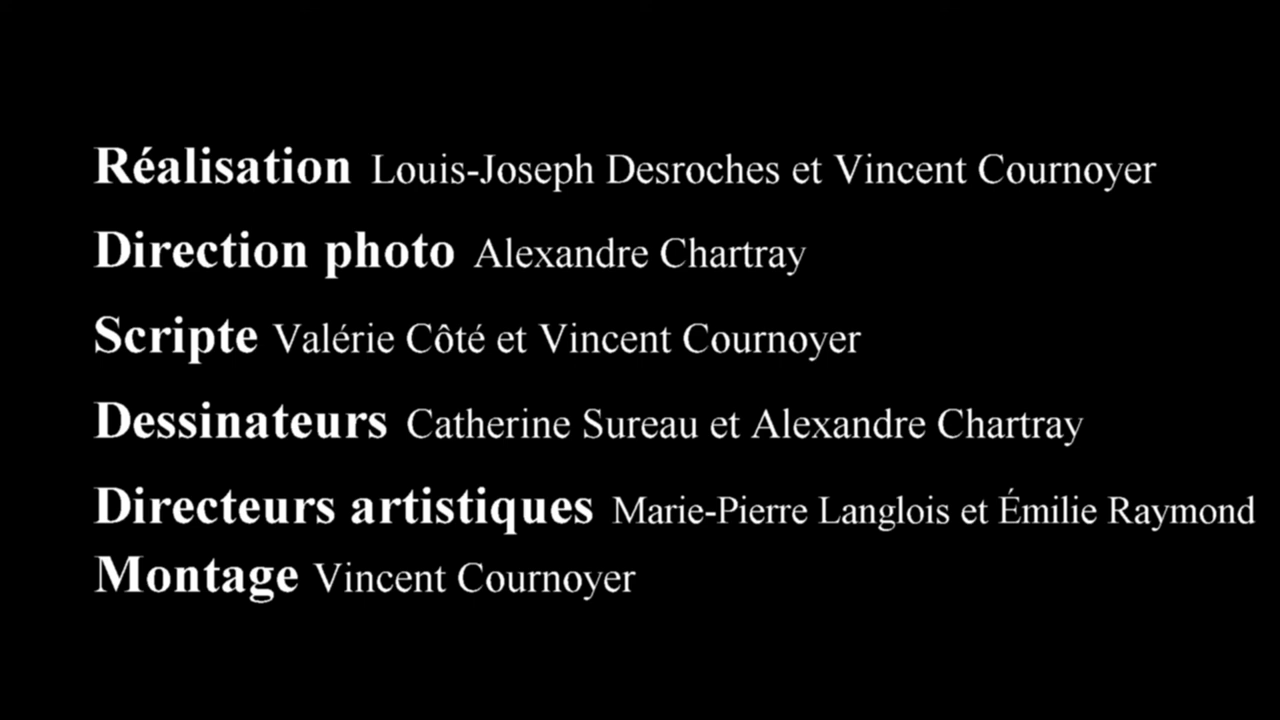 Réalisation Louis-Joseph Desroches et Vincent Cournoyer
Direction photo Alexandre Chartray
Scripte Valérie Côté et Vincent Cournoyer
Dessinateurs Catherine Sureau et Alexandre Chartray
Directeurs artistiques Marie-Pierre Langlois et Émilie Raymond
Montage Vincent Cournoyer